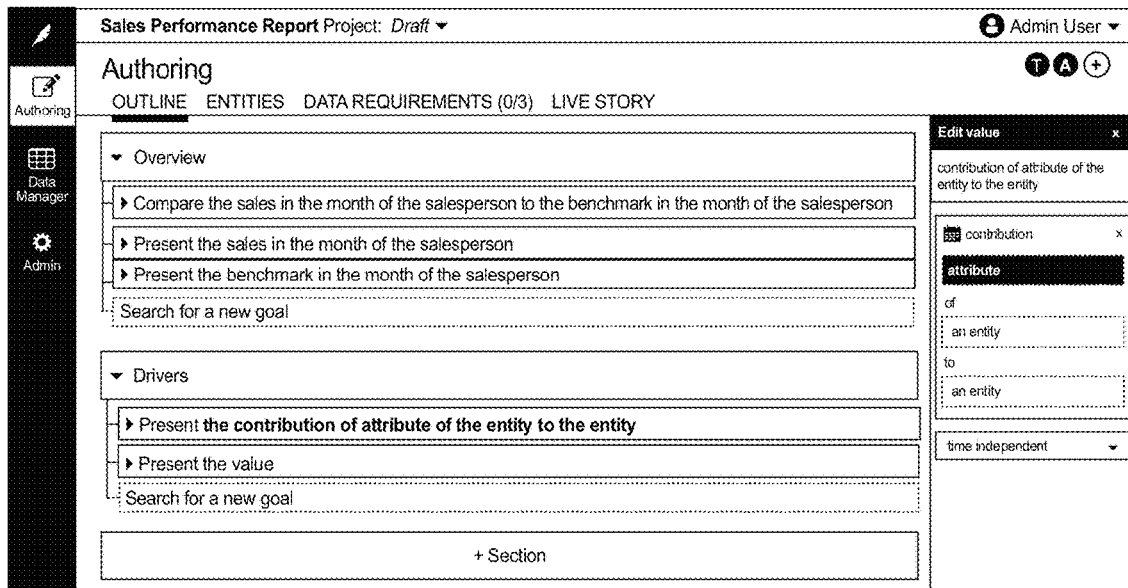 Sales Performance Report Project: Draft
Admin User
Authoring
T A +
OUTLINE ENTITIES DATA REQUIREMENTS (0/3) LIVE STORY
Authoring
Data
Manager
Admin
Overview
Compare the sales in the month of the salesperson to the benchmark in the month of the salesperson
Present the sales in the month of the salesperson
Present the benchmark in the month of the salesperson
Search for a new goal
Drivers
Present the contribution of attribute of the entity to the entity
Present the value
Search for a new goal
+ Section
Edit value x
contribution of attribute of the
entity to the entity
contribution x
attribute
of
an entity
to
an entity
time independent